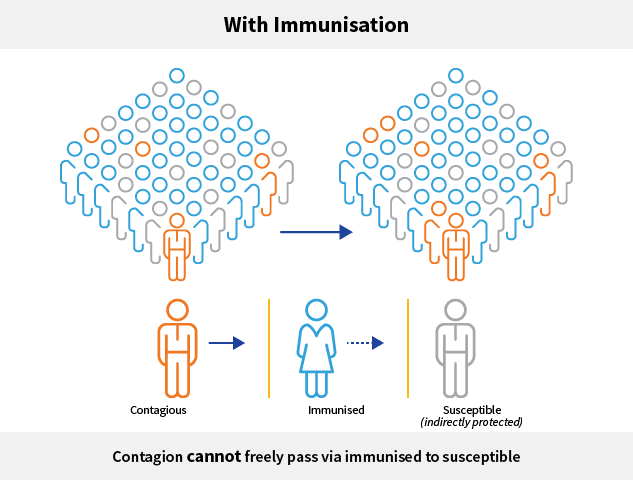 With Immunisation
Contagious
Immunised
Susceptible
(indirectly protected)
Contagion cannot freely pass via immunised to susceptible